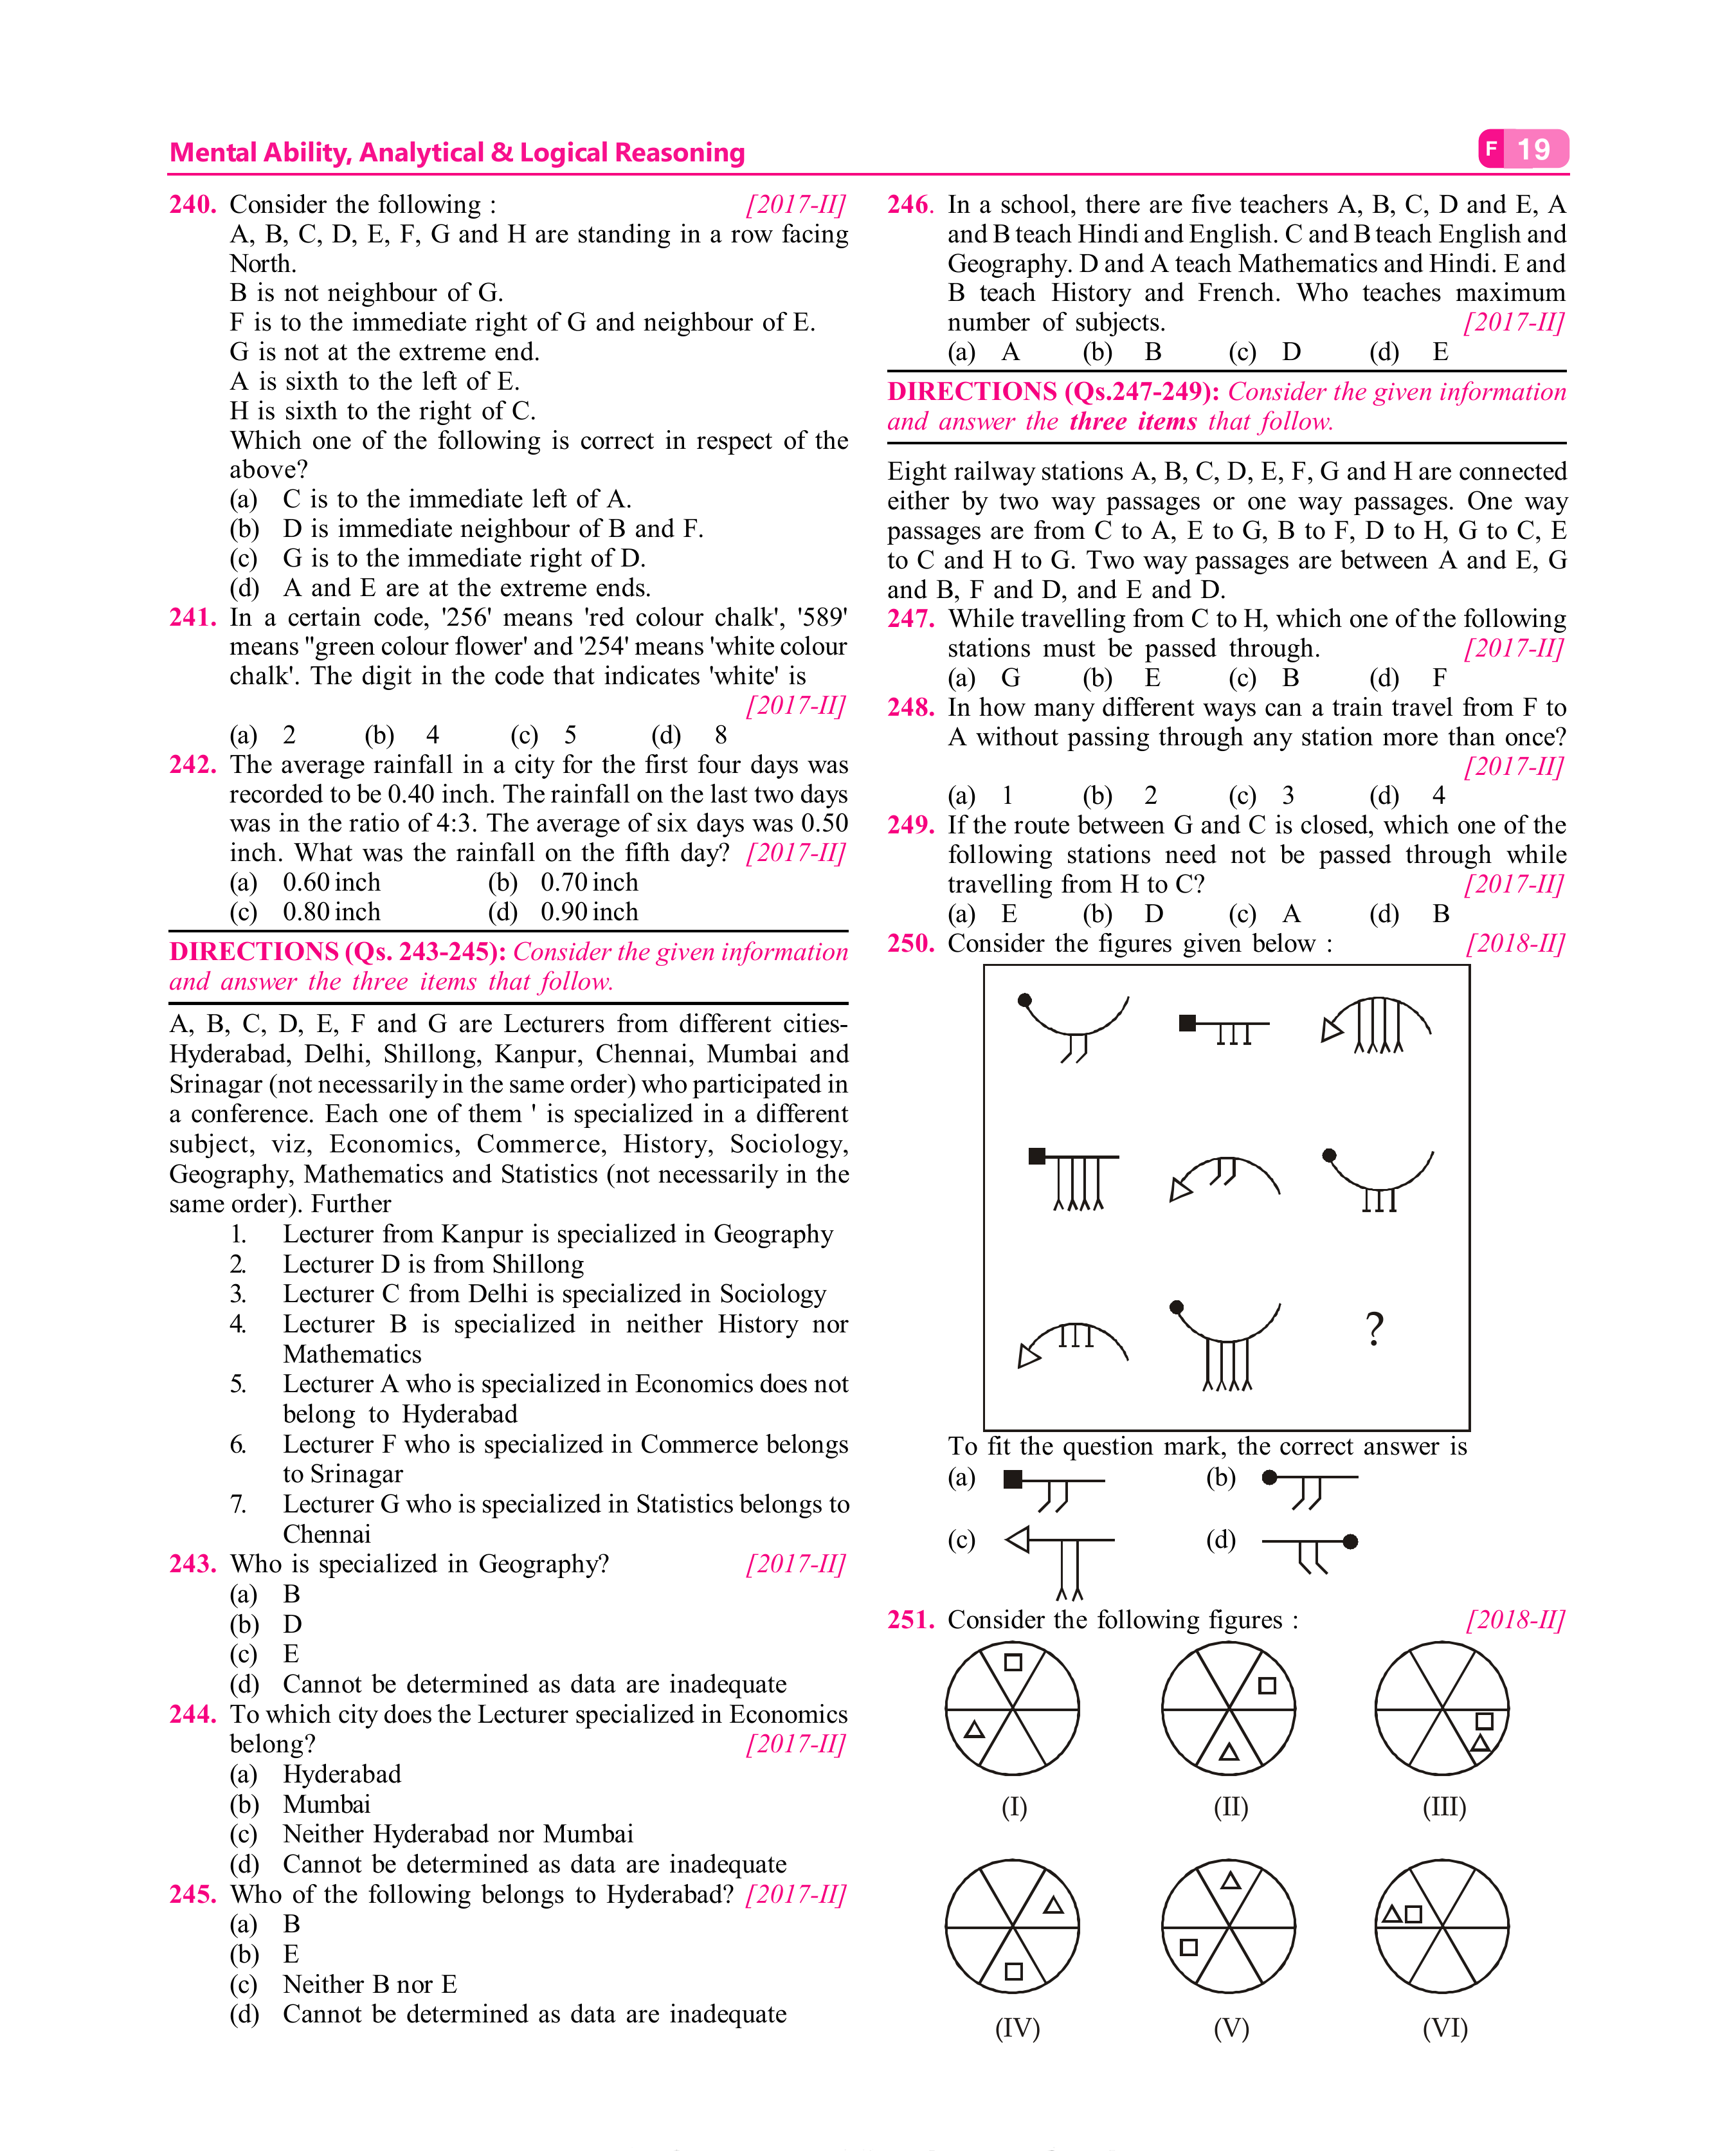 Mental Ability, Analytical & Logical Reasoning
F 19
240. Consider the following : [2017-II]
A, B, C, D, E, F, G and H are standing in a row facing
North.
B is not neighbour of G.
F is to the immediate right of G and neighbour of E.
G is not at the extreme end.
A is sixth to the left of E.
H is sixth to the right of C.
Which one of the following is correct in respect of the
above?
(a) C is to the immediate left of A.
(b) D is immediate neighbour of B and F.
(c) G is to the immediate right of D.
(d) A and E are at the extreme ends.
241. In a certain code, '256' means 'red colour chalk', '589'
means "green colour flower' and '254' means 'white colour
chalk'. The digit in the code that indicates 'white' is
[2017-II]
(a) 2 (b) 4 (c) 5 (d) 8
242. The average rainfall in a city for the first four days was
recorded to be 0.40 inch. The rainfall on the last two days
was in the ratio of 4:3. The average of six days was 0.50
inch. What was the rainfall on the fifth day? [2017-II]
(a) 0.60 inch (b) 0.70 inch
(c) 0.80 inch (d) 0.90 inch
DIRECTIONS (Qs. 243-245): Consider the given information
and answer the three items that follow.
A, B, C, D, E, F and G are Lecturers from different cities-
Hyderabad, Delhi, Shillong, Kanpur, Chennai, Mumbai and
Srinagar (not necessarily in the same order) who participated in
a conference. Each one of them ' is specialized in a different
subject, viz, Economics, Commerce, History, Sociology,
Geography, Mathematics and Statistics (not necessarily in the
same order). Further
1. Lecturer from Kanpur is specialized in Geography
2. Lecturer D is from Shillong
3. Lecturer C from Delhi is specialized in Sociology
4. Lecturer B is specialized in neither History nor
Mathematics
5. Lecturer A who is specialized in Economics does not
belong to Hyderabad
6. Lecturer F who is specialized in Commerce belongs
to Srinagar
7. Lecturer G who is specialized in Statistics belongs to
Chennai
243. Who is specialized in Geography? [2017-II]
(a) B
(b) D
(c) E
(d) Cannot be determined as data are inadequate
244. To which city does the Lecturer specialized in Economics
belong? [2017-II]
(a) Hyderabad
(b) Mumbai
(c) Neither Hyderabad nor Mumbai
(d) Cannot be determined as data are inadequate
245. Who of the following belongs to Hyderabad? [2017-II]
(a) B
(b) E
(c) Neither B nor E
(d) Cannot be determined as data are inadequate
246. In a school, there are five teachers A, B, C, D and E, A
and B teach Hindi and English. C and B teach English and
Geography. D and A teach Mathematics and Hindi. E and
B teach History and French. Who teaches maximum
number of subjects. [2017-II]
(a) A (b) B (c) D (d) E
DIRECTIONS (Qs.247-249): Consider the given information
and answer the three items that follow.
Eight railway stations A, B, C, D, E, F, G and H are connected
either by two way passages or one way passages. One way
passages are from C to A, E to G, B to F, D to H, G to C, E
to C and H to G. Two way passages are between A and E, G
and B, F and D, and E and D.
247. While travelling from C to H, which one of the following
stations must be passed through. [2017-II]
(a) G (b) E (c) B (d) F
248. In how many different ways can a train travel from F to
A without passing through any station more than once?
[2017-II]
(a) 1 (b) 2 (c) 3 (d) 4
249. If the route between G and C is closed, which one of the
following stations need not be passed through while
travelling from H to C? [2017-II]
(a) E (b) D (c) A (d) B
250. Consider the figures given below : [2018-II]
?
To fit the question mark, the correct answer is
(a) (b)
(c) (d)
251. Consider the following figures : [2018-II]
(I) (II) (III)
(IV) (V) (VI)